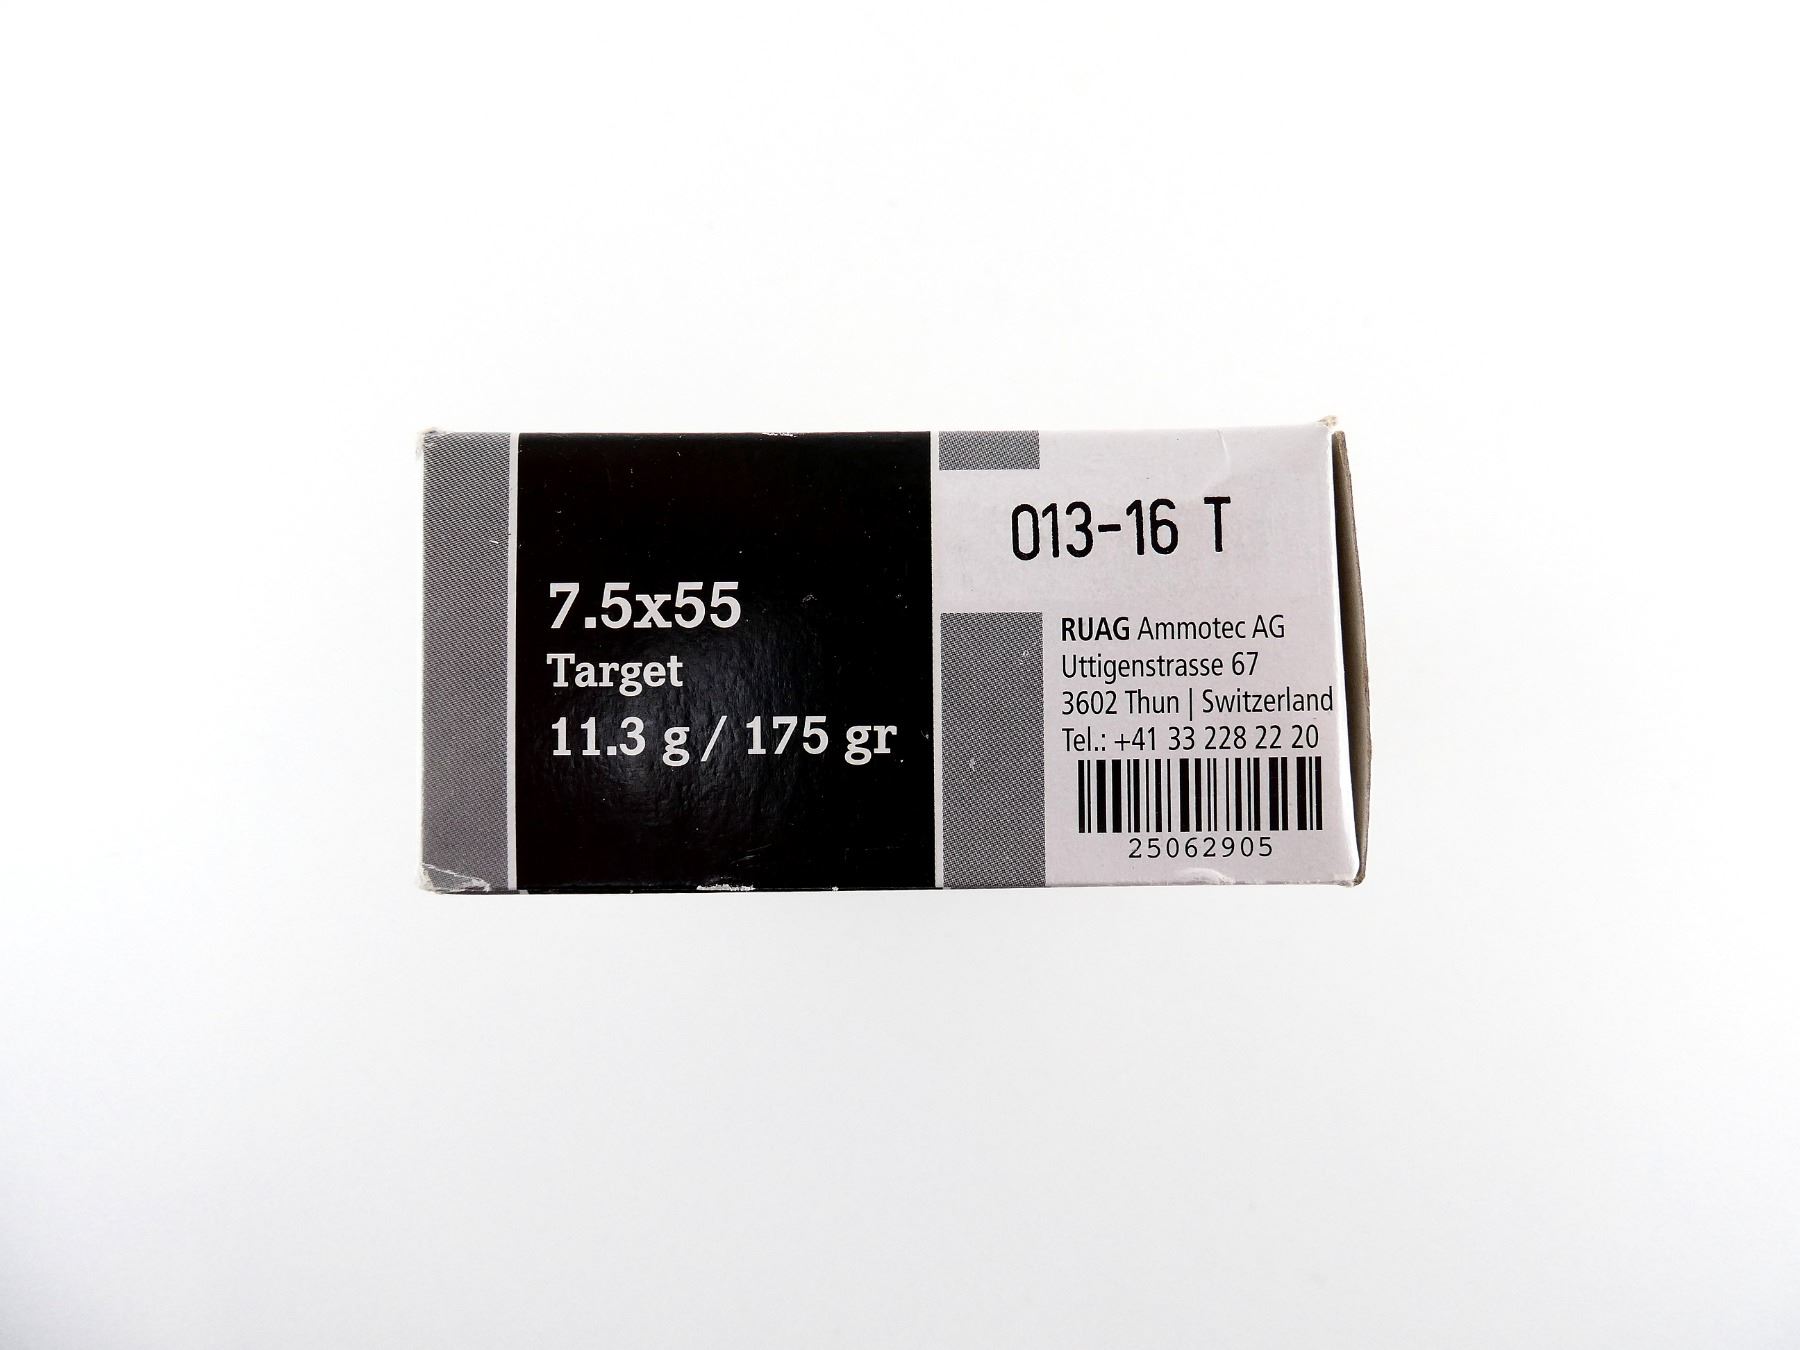 7.5x55
Target
11.3 g / 175 gr
013-16 T
RUAG Ammotec AG
Uttigenstrasse 67
3602 Thun | Switzerland
Tel.: +41 33 228 22 20
25062905